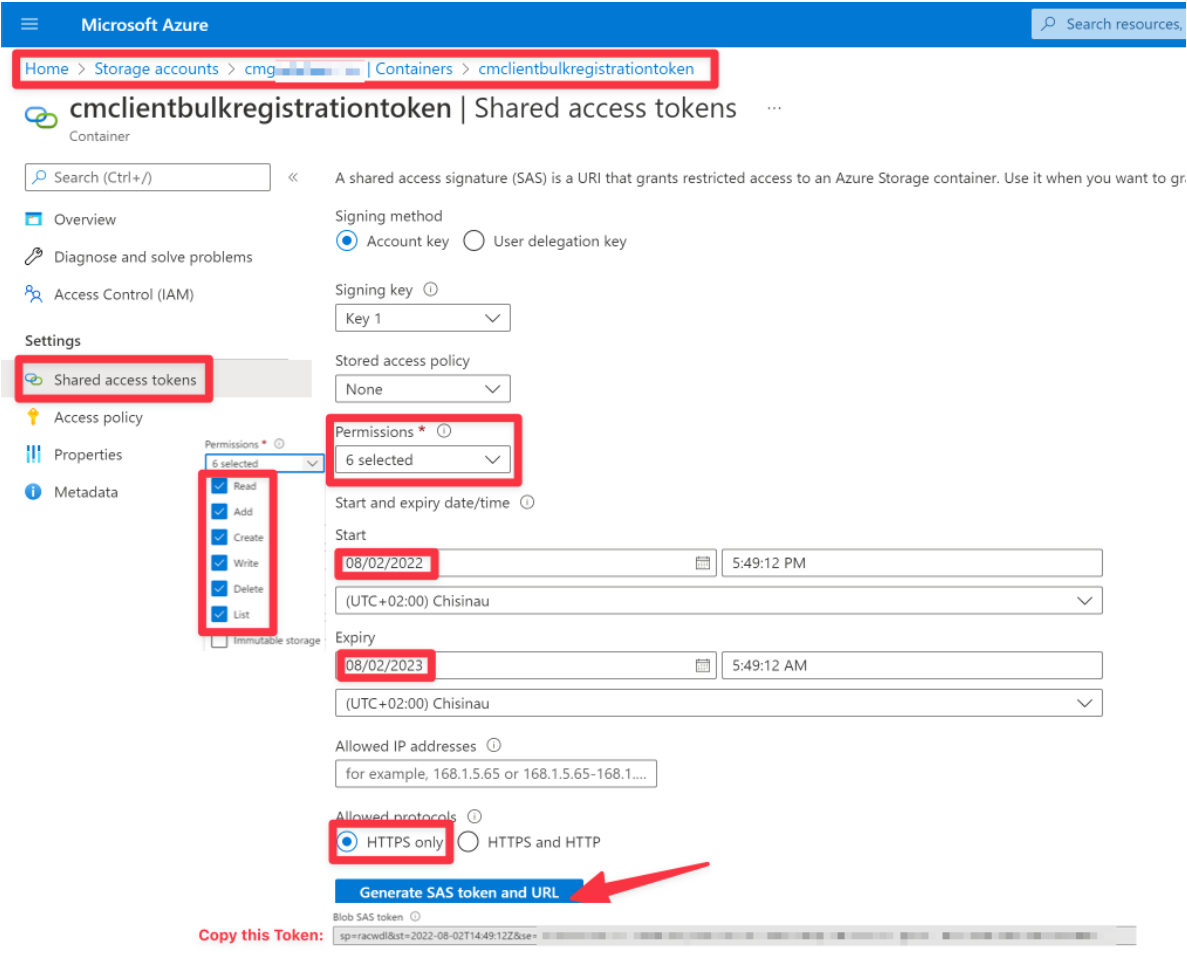 Microsoft Azure
Search resources,
Home > Storage accounts > cmg | Containers > cmclientbulkregistrationtoken
cmclientbulkregistrationtoken | Shared access tokens ...
Container
Search (Ctrl+/)
«
A shared access signature (SAS) is a URI that grants restricted access to an Azure Storage container. Use it when you want to gra
Overview
Diagnose and solve problems
Access Control (IAM)
Settings
Shared access tokens
Access policy
Properties
Metadata
Permissions *
6 selected
Read
Add
Create
Write
Delete
List
Immutable storage
Signing method
Account key
User delegation key
Signing key
Key 1
Stored access policy
None
Permissions *
6 selected
Start and expiry date/time
Start
08/02/2022
5:49:12 PM
(UTC+02:00) Chisinau
Expiry
08/02/2023
5:49:12 AM
(UTC+02:00) Chisinau
Allowed IP addresses
for example, 168.1.5.65 or 168.1.5.65-168.1....
Allowed protocols
HTTPS only
HTTPS and HTTP
Generate SAS token and URL
Blob SAS token
Copy this Token:
sp=racwdl&st=2022-08-02T14:49:12Z&se=